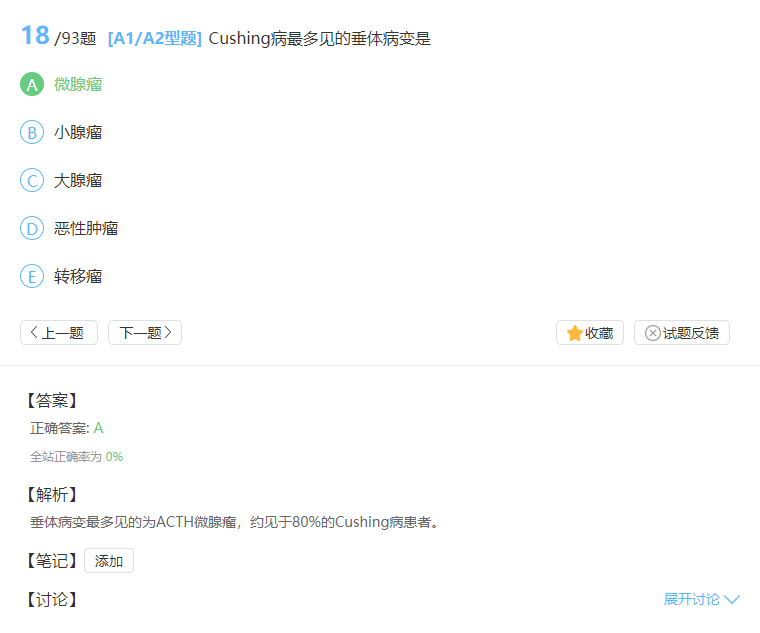 18 /93题 [A1/A2型题] Cushing病最多见的垂体病变是
A 微腺瘤
B 小腺瘤
C 大腺瘤
D 恶性肿瘤
E 转移瘤
上一题 下一题 收藏 试题反馈
【答案】
正确答案: A
全站正确率为 0%
【解析】
垂体病变最多见的为ACTH微腺瘤，约见于80%的Cushing病患者。
【笔记】 添加
【讨论】 展开讨论